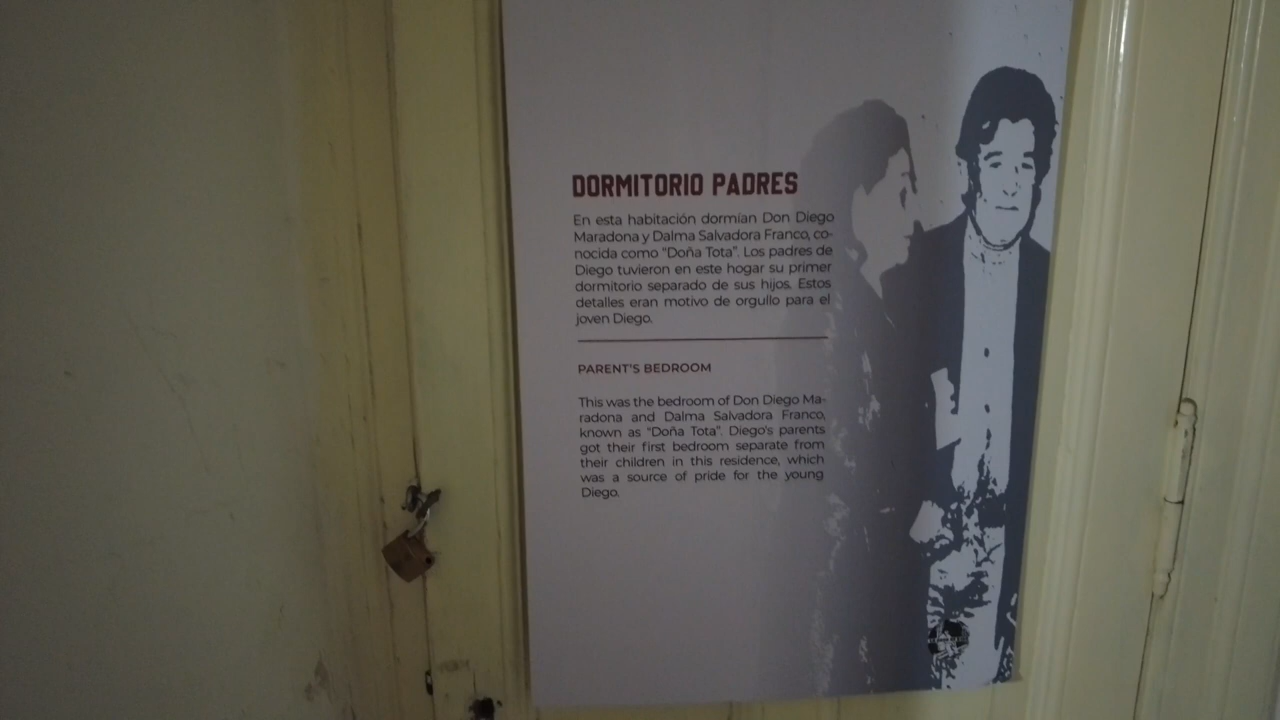 DORMITORIO PADRES
En esta habitación dormían Don Diego
Maradona y Dalma Salvadora Franco, co-
nocida como “Doña Tota”. Los padres de
Diego tuvieron en este hogar su primer
dormitorio separado de sus hijos. Estos
detalles eran motivo de orgullo para el
joven Diego.
PARENT'S BEDROOM
This was the bedroom of Don Diego Ma-
radona and Dalma Salvadora Franco,
known as “Doña Tota”. Diego's parents
got their first bedroom separate from
their children in this residence, which
was a source of pride for the young
Diego.